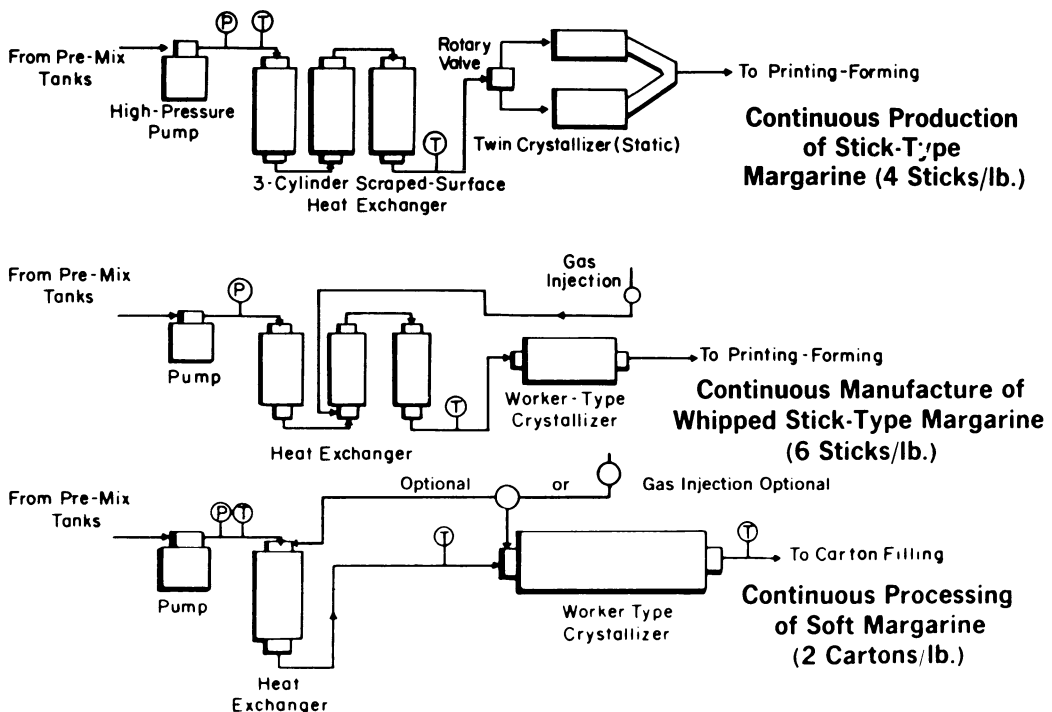 From Pre-Mix
Tanks
P
T
High-Pressure
Pump
3-Cylinder Scraped-Surface
Heat Exchanger
T
Rotary
Valve
Twin Crystallizer (Static)
To Printing-Forming
Continuous Production
of Stick-Type
Margarine (4 Sticks/lb.)
From Pre-Mix
Tanks
P
Pump
Heat Exchanger
T
Gas
Injection
Worker-Type
Crystallizer
To Printing-Forming
Continuous Manufacture of
Whipped Stick-Type Margarine
(6 Sticks/lb.)
From Pre-Mix
Tanks
P
T
Pump
Heat
Exchanger
Optional or Gas Injection Optional
T
Worker Type
Crystallizer
T
To Carton Filling
Continuous Processing
of Soft Margarine
(2 Cartons/lb.)